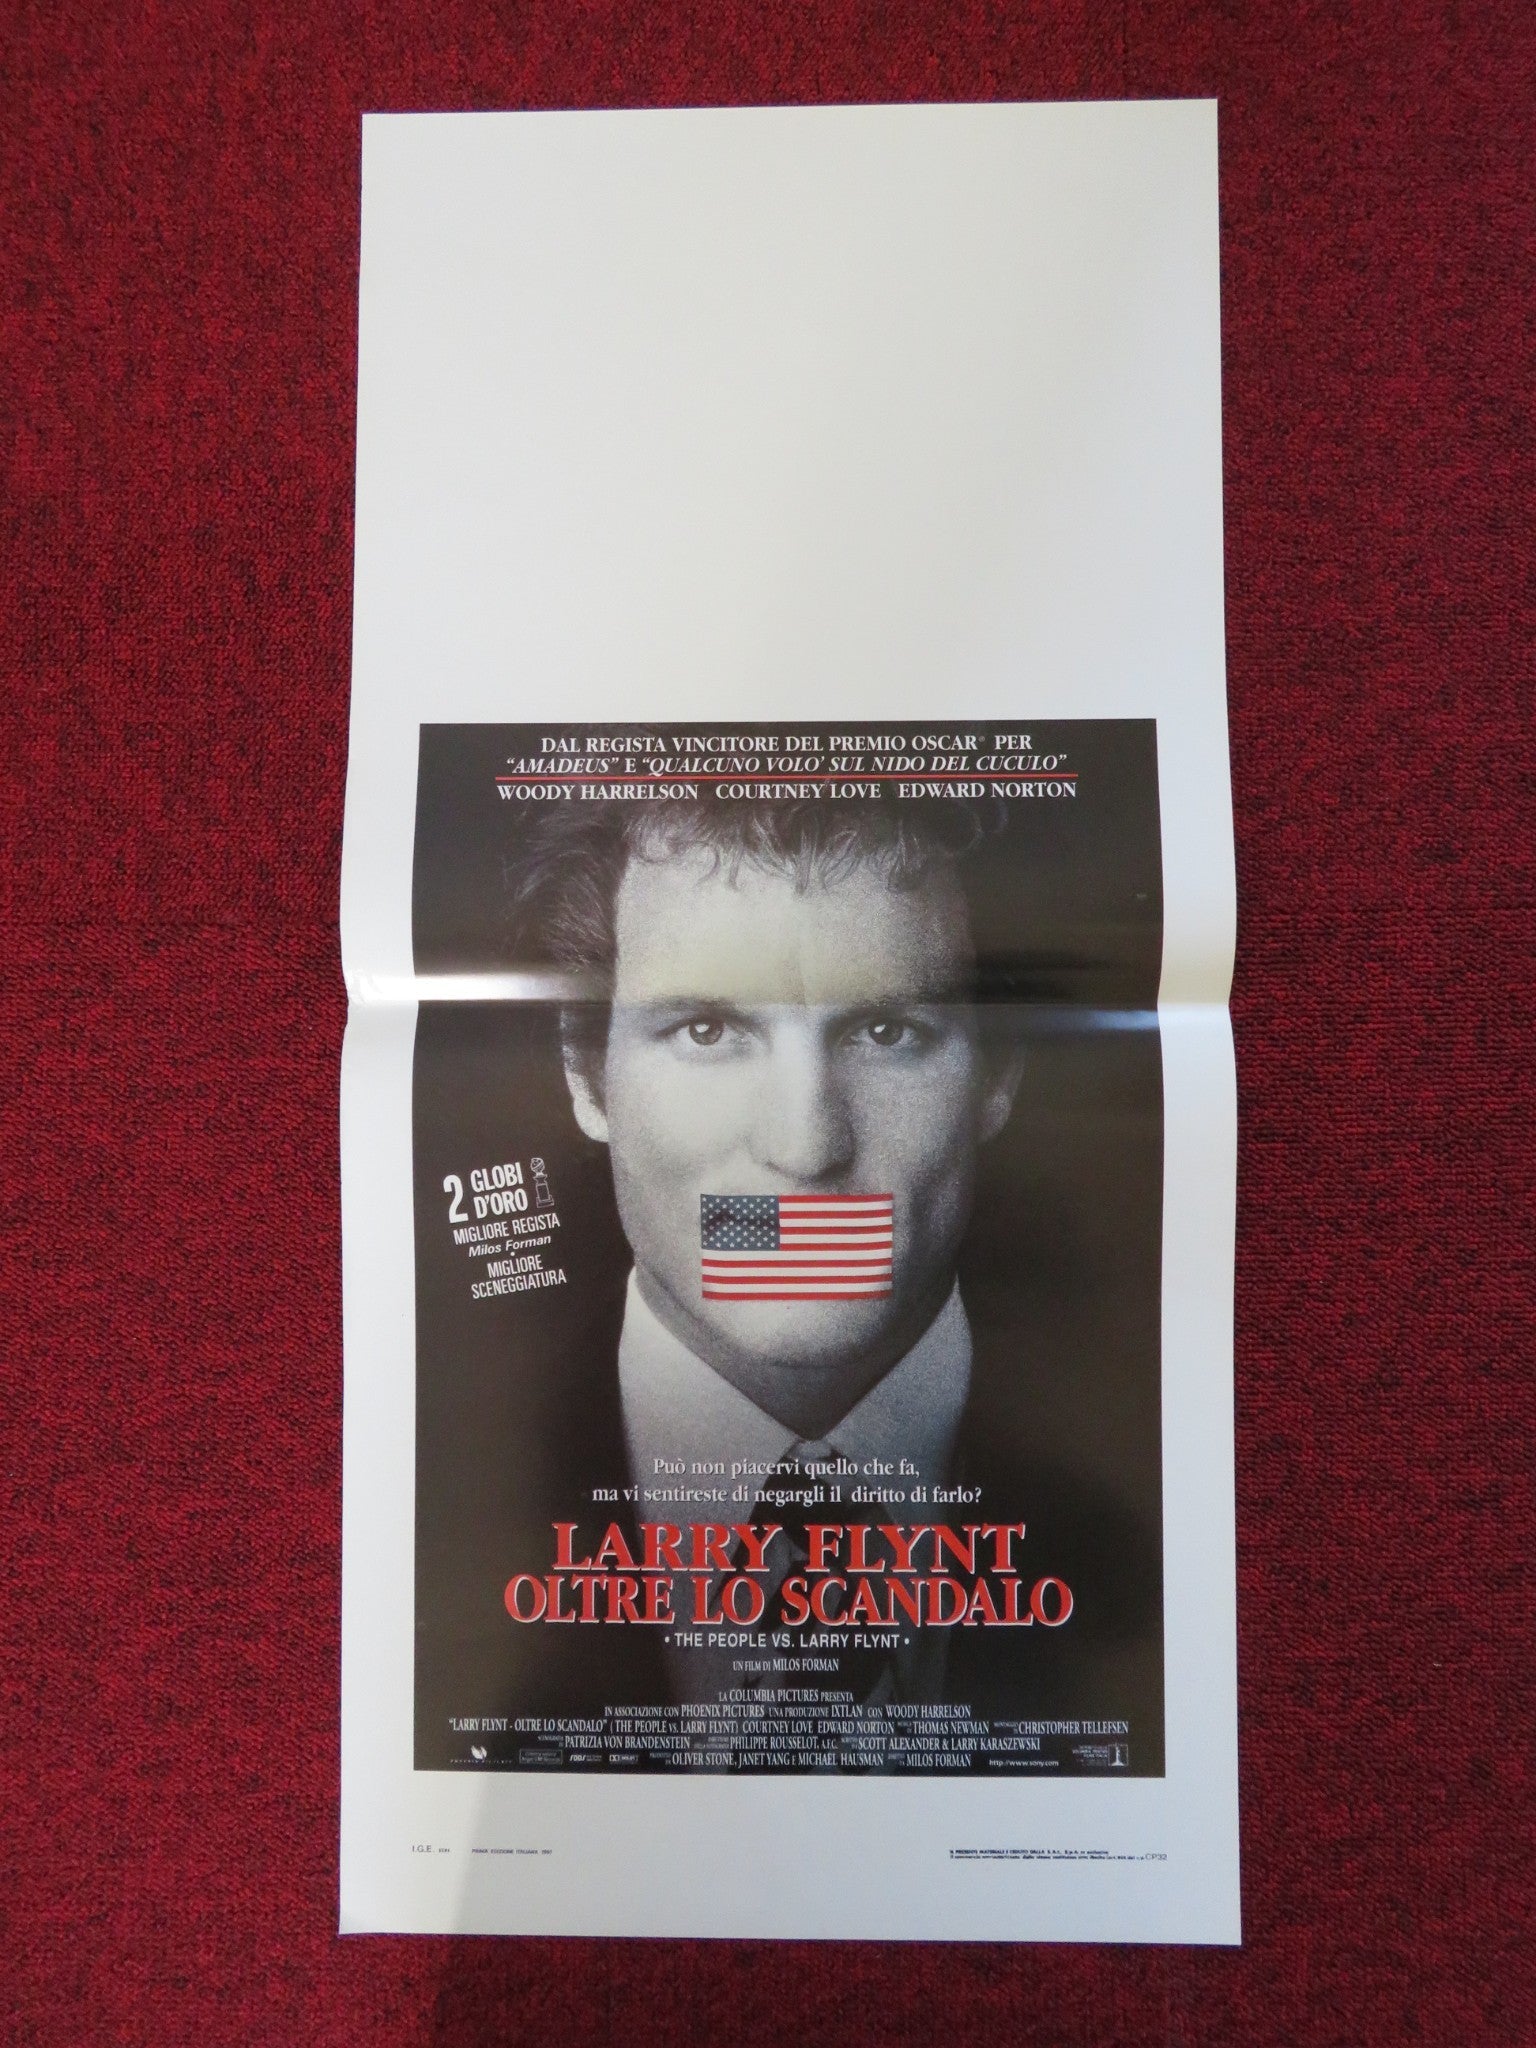 DAL REGISTA VINCITORE DEL PREMIO OSCAR® PER
“AMADEUS” E “QUALCUNO VOLO’ SUL NIDO DEL CUCULO”
WOODY HARRELSON COURTNEY LOVE EDWARD NORTON
2 GLOBI
D'ORO
MIGLIORE REGISTA
Milos Forman
•
MIGLIORE
SCENEGGIATURA
Può non piacervi quello che fa,
ma vi sentireste di negargli il diritto di farlo?
LARRY FLYNT
OLTRE LO SCANDALO
• THE PEOPLE VS. LARRY FLYNT •
UN FILM DI MILOS FORMAN
LA COLUMBIA PICTURES PRESENTA
IN ASSOCIAZIONE CON PHOENIX PICTURES UNA PRODUZIONE IXTLAN CON WOODY HARRELSON
“LARRY FLYNT - OLTRE LO SCANDALO” ( THE PEOPLE VS. LARRY FLYNT) COURTNEY LOVE EDWARD NORTON THOMAS NEWMAN CHRISTOPHER TELLEFSEN
PATRIZIA VON BRANDENSTEIN PHILIPPE ROUSSELOT, A.F.C. SCOTT ALEXANDER & LARRY KARASZEWSKI
OLIVER STONE, JANET YANG E MICHAEL HAUSMAN MILOS FORMAN http://www.sony.com
I.G.E. PRIMA EDIZIONE ITALIANA 1997
CP32